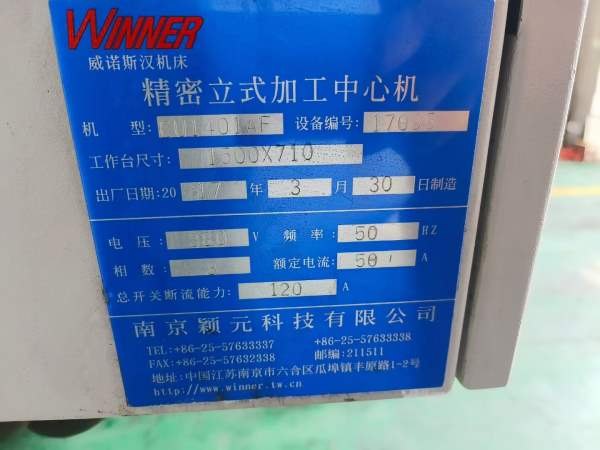 WINNER
威诺斯汉机床
精密立式加工中心机
机 型: 设备编号:
工作台尺寸: 1500X710
出厂日期:20 17 年 3 月 30 日制造
电 压: V 频 率: 50 HZ
相 数: 额定电流: 50 A
总开关断流能力: 120 A
南京颖元科技有限公司
TEL:+86-25-57633337 +86-25-57633338
FAX:+86-25-57632338 邮编:211511
地址:中国江苏南京市六合区瓜埠镇丰原路1-2号
http://www.winner.tw.cn